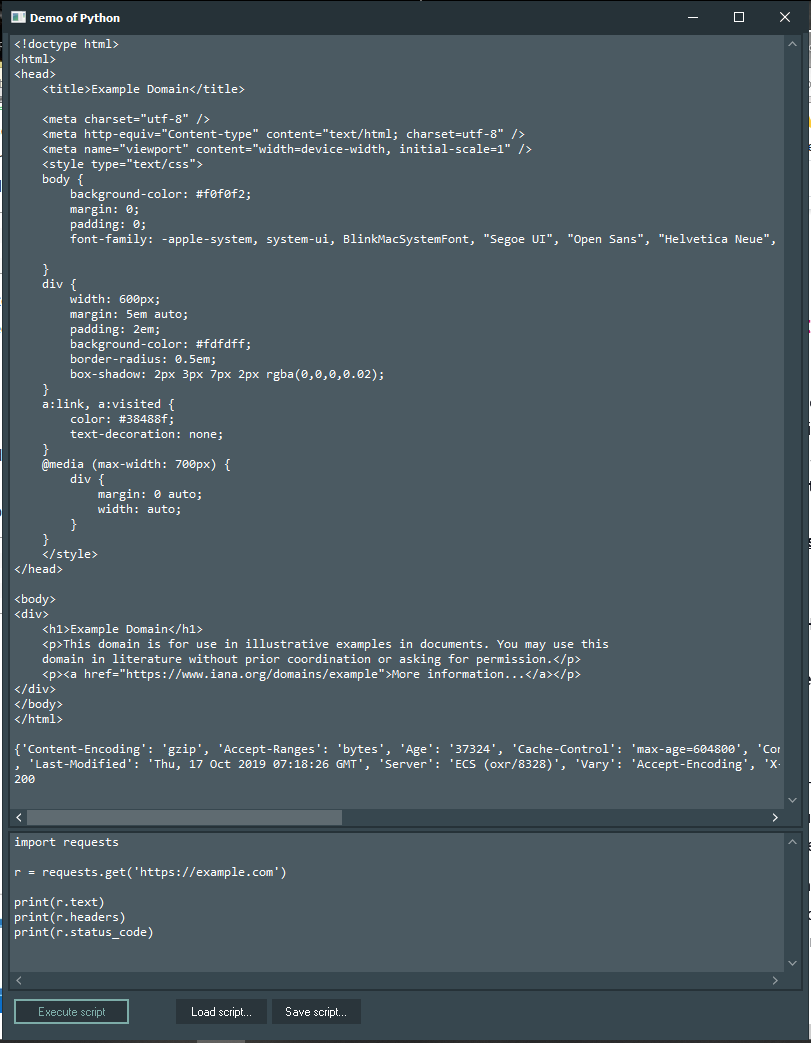 Demo of Python
<!doctype html>
<html>
<head>
    <title>Example Domain</title>

    <meta charset="utf-8" />
    <meta http-equiv="Content-type" content="text/html; charset=utf-8" />
    <meta name="viewport" content="width=device-width, initial-scale=1" />
    <style type="text/css">
    body {
        background-color: #f0f0f2;
        margin: 0;
        padding: 0;
        font-family: -apple-system, system-ui, BlinkMacSystemFont, "Segoe UI", "Open Sans", "Helvetica Neue",

    }
    div {
        width: 600px;
        margin: 5em auto;
        padding: 2em;
        background-color: #fdfdff;
        border-radius: 0.5em;
        box-shadow: 2px 3px 7px 2px rgba(0,0,0,0.02);
    }
    a:link, a:visited {
        color: #38488f;
        text-decoration: none;
    }
    @media (max-width: 700px) {
        div {
            margin: 0 auto;
            width: auto;
        }
    }
    </style>
</head>

<body>
<div>
    <h1>Example Domain</h1>
    <p>This domain is for use in illustrative examples in documents. You may use this
    domain in literature without prior coordination or asking for permission.</p>
    <p><a href="https://www.iana.org/domains/example">More information...</a></p>
</div>
</body>
</html>

{'Content-Encoding': 'gzip', 'Accept-Ranges': 'bytes', 'Age': '37324', 'Cache-Control': 'max-age=604800', 'Con
, 'Last-Modified': 'Thu, 17 Oct 2019 07:18:26 GMT', 'Server': 'ECS (oxr/8328)', 'Vary': 'Accept-Encoding', 'X-
200

import requests

r = requests.get('https://example.com')

print(r.text)
print(r.headers)
print(r.status_code)

Execute script Load script... Save script...